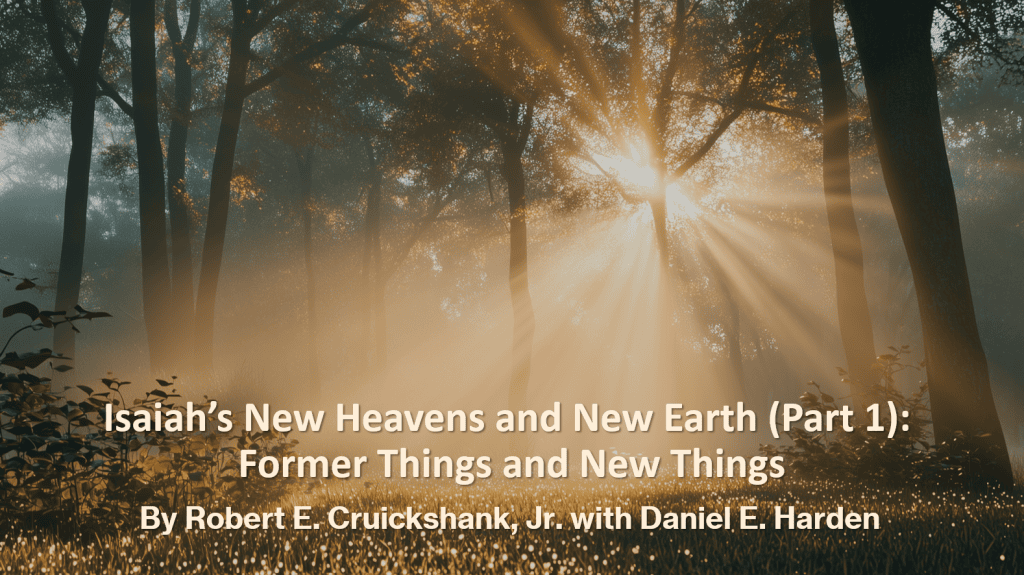 Isaiah’s New Heavens and New Earth (Part 1):
Former Things and New Things
By Robert E. Cruickshank, Jr. with Daniel E. Harden